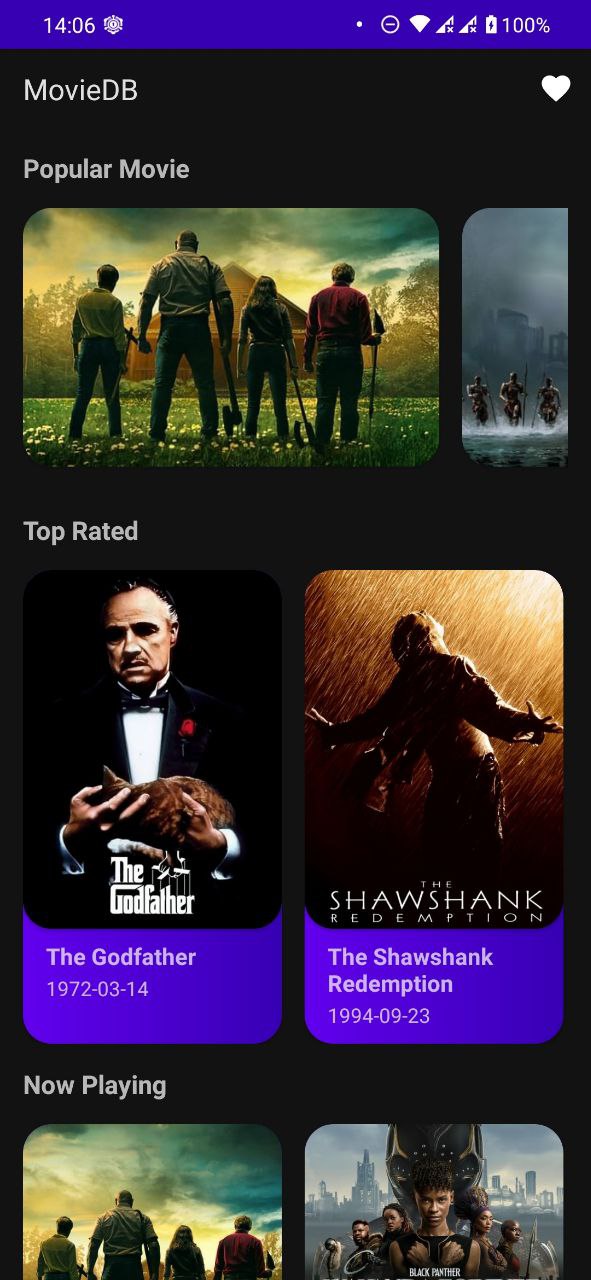 14:06
100%
MovieDB
Popular Movie
Top Rated
The
Godfather
THE
SHAWSHANK
REDEMPTION
The Godfather
1972-03-14
The Shawshank
Redemption
1994-09-23
Now Playing
BLACK PANTHER